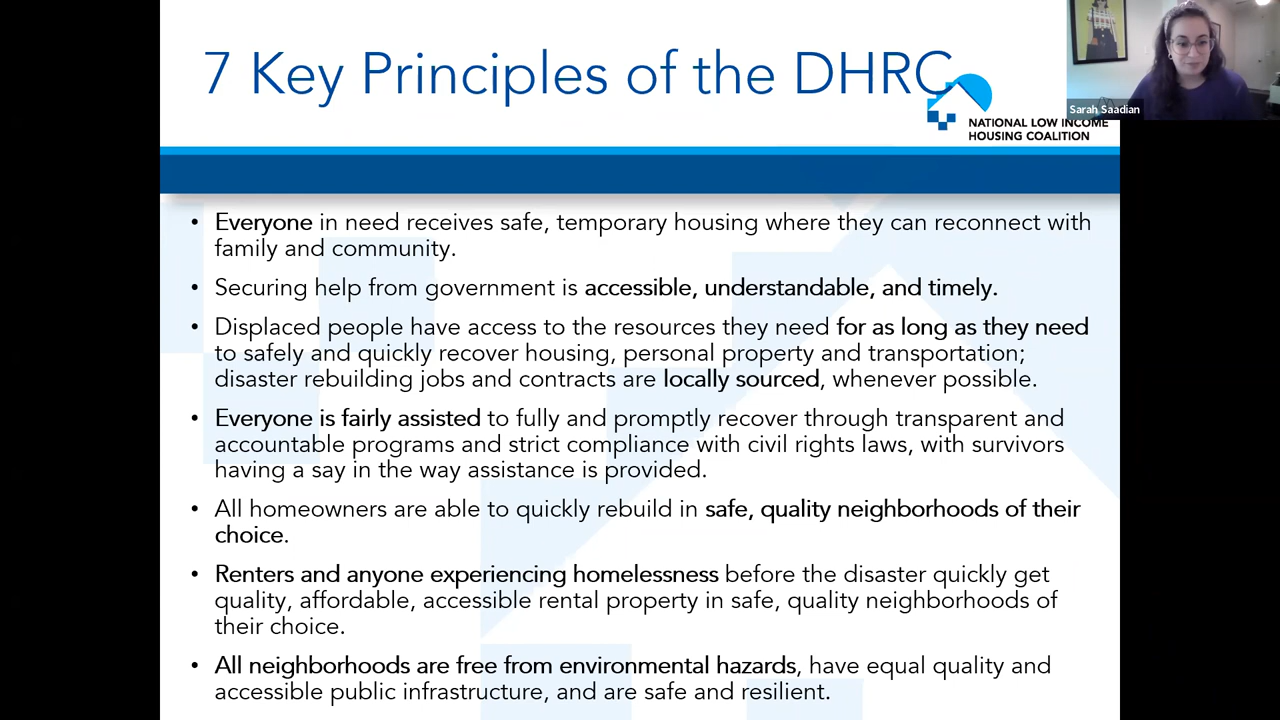 7 Key Principles of the DHRC
Sarah Saadian
NATIONAL LOW INCOME
HOUSING COALITION
• Everyone in need receives safe, temporary housing where they can reconnect with
family and community.
• Securing help from government is accessible, understandable, and timely.
• Displaced people have access to the resources they need for as long as they need
to safely and quickly recover housing, personal property and transportation;
disaster rebuilding jobs and contracts are locally sourced, whenever possible.
• Everyone is fairly assisted to fully and promptly recover through transparent and
accountable programs and strict compliance with civil rights laws, with survivors
having a say in the way assistance is provided.
• All homeowners are able to quickly rebuild in safe, quality neighborhoods of their
choice.
• Renters and anyone experiencing homelessness before the disaster quickly get
quality, affordable, accessible rental property in safe, quality neighborhoods of
their choice.
• All neighborhoods are free from environmental hazards, have equal quality and
accessible public infrastructure, and are safe and resilient.